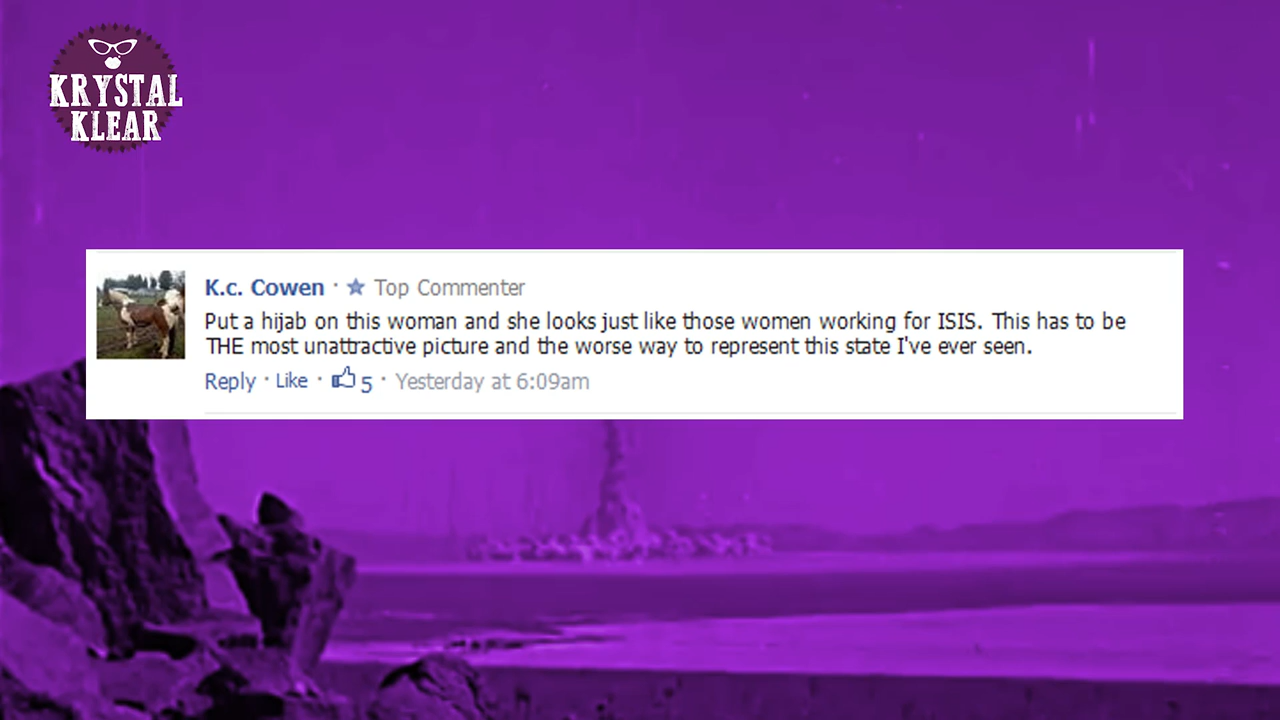 KRYSTAL
KLEAR
K.c. Cowen · ★ Top Commenter
Put a hijab on this woman and she looks just like those women working for ISIS. This has to be
THE most unattractive picture and the worse way to represent this state I've ever seen.
Reply · Like · 5 · Yesterday at 6:09am